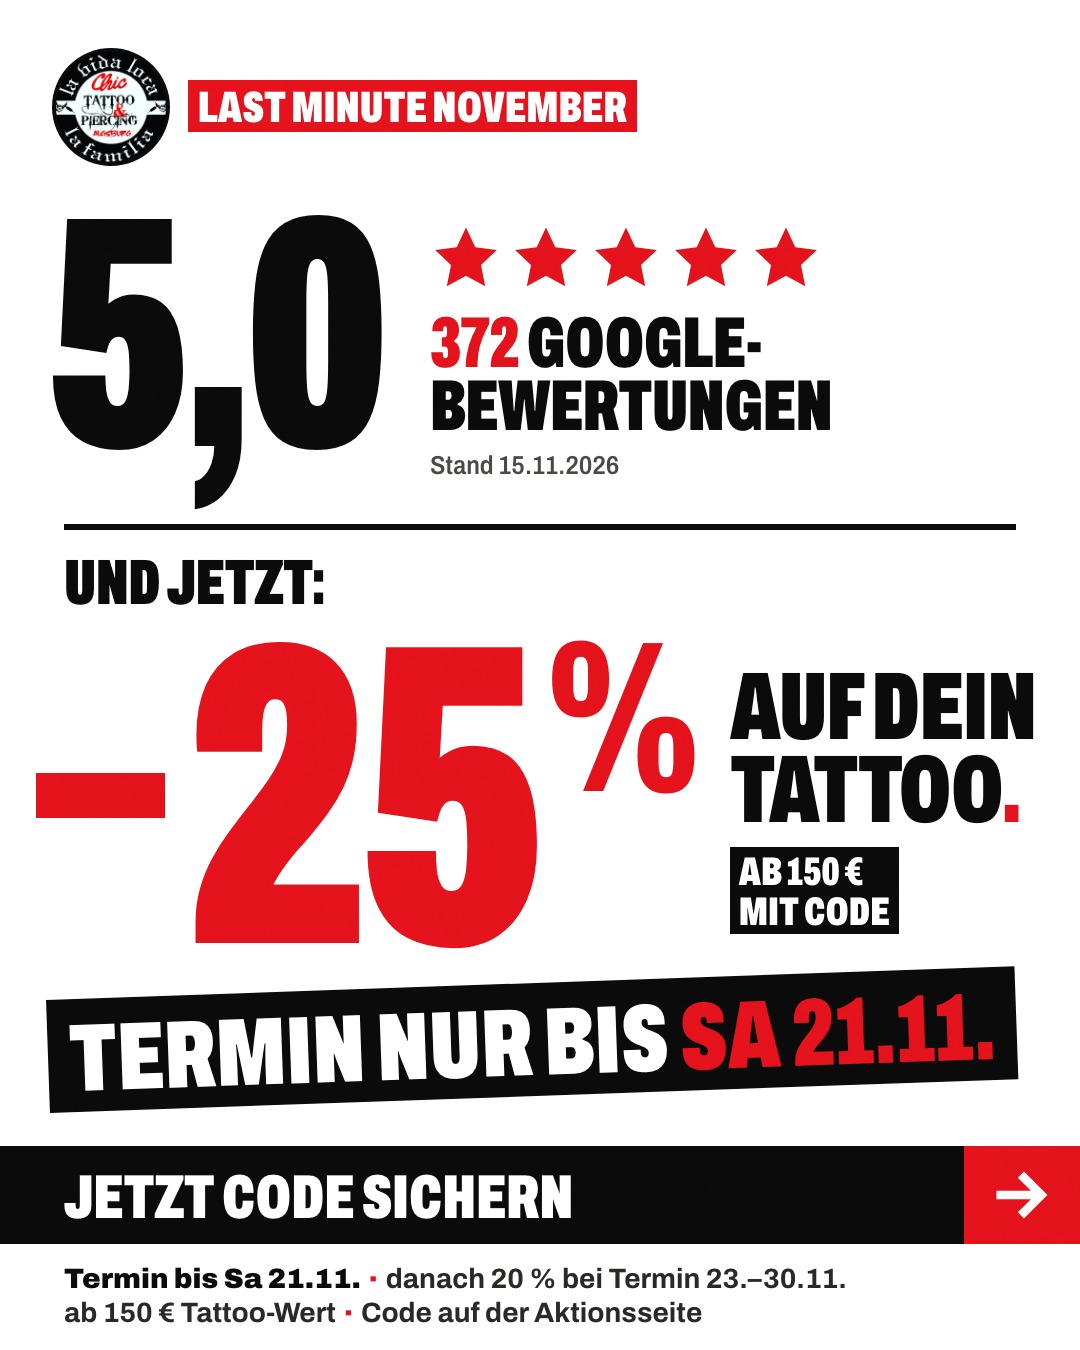 la vida loca
Chic
TATTOO
&
PIERCING
AUGSBURG
la familia
LAST MINUTE NOVEMBER
5,0
372 GOOGLE-
BEWERTUNGEN
Stand 15.11.2026
UND JETZT:
–25%
AUF DEIN
TATTOO.
AB 150 €
MIT CODE
TERMIN NUR BIS SA 21.11.
JETZT CODE SICHERN
Termin bis Sa 21.11. · danach 20 % bei Termin 23.–30.11.
ab 150 € Tattoo-Wert · Code auf der Aktionsseite